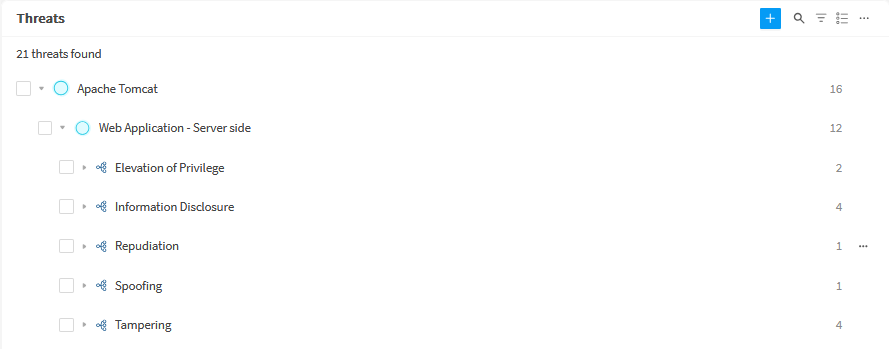 Threats
21 threats found
Apache Tomcat 16
Web Application - Server side 12
Elevation of Privilege 2
Information Disclosure 4
Repudiation 1
Spoofing 1
Tampering 4